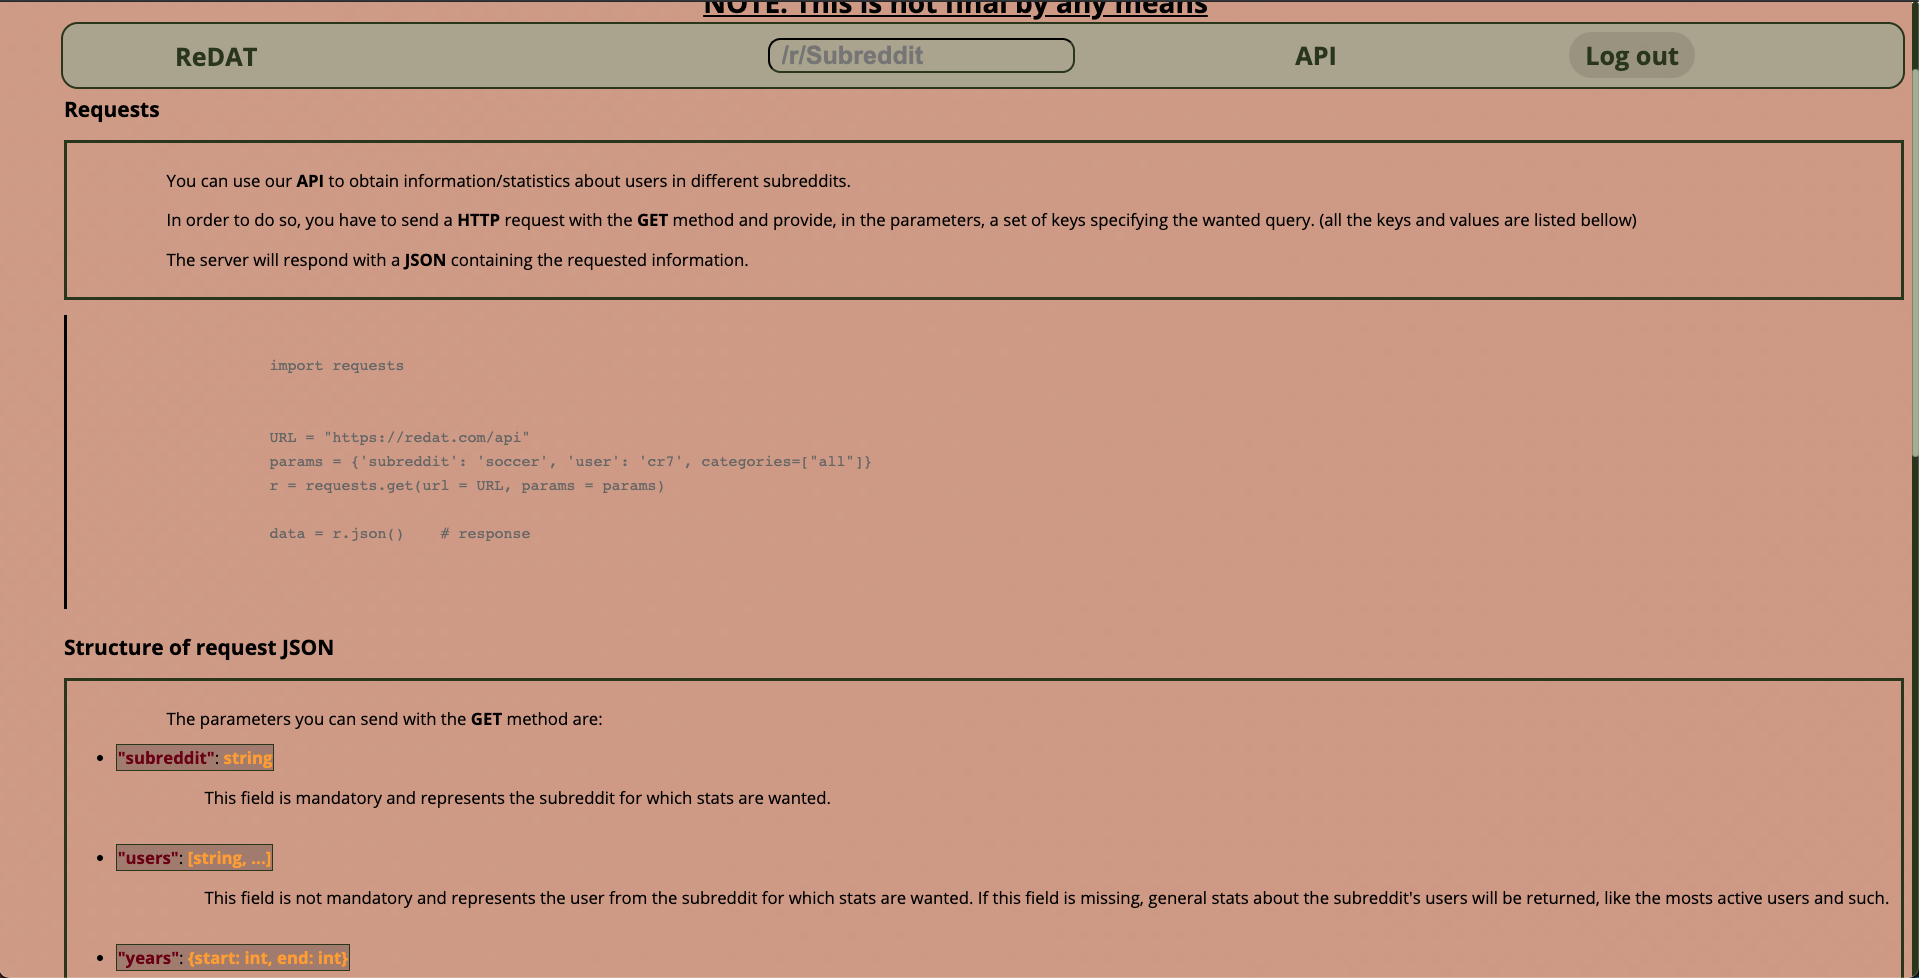 NOTE: This is not final by any means
ReDAT
/r/Subreddit
API
Log out
Requests
You can use our API to obtain information/statistics about users in different subreddits.
In order to do so, you have to send a HTTP request with the GET method and provide, in the parameters, a set of keys specifying the wanted query. (all the keys and values are listed bellow)
The server will respond with a JSON containing the requested information.
import requests
URL = "https://redat.com/api"
params = {'subreddit': 'soccer', 'user': 'cr7', categories=["all"]}
r = requests.get(url = URL, params = params)
data = r.json()    # response
Structure of request JSON
The parameters you can send with the GET method are:
• "subreddit": string
This field is mandatory and represents the subreddit for which stats are wanted.
• "users": [string, ...]
This field is not mandatory and represents the user from the subreddit for which stats are wanted. If this field is missing, general stats about the subreddit's users will be returned, like the mosts active users and such.
• "years": {start: int, end: int}